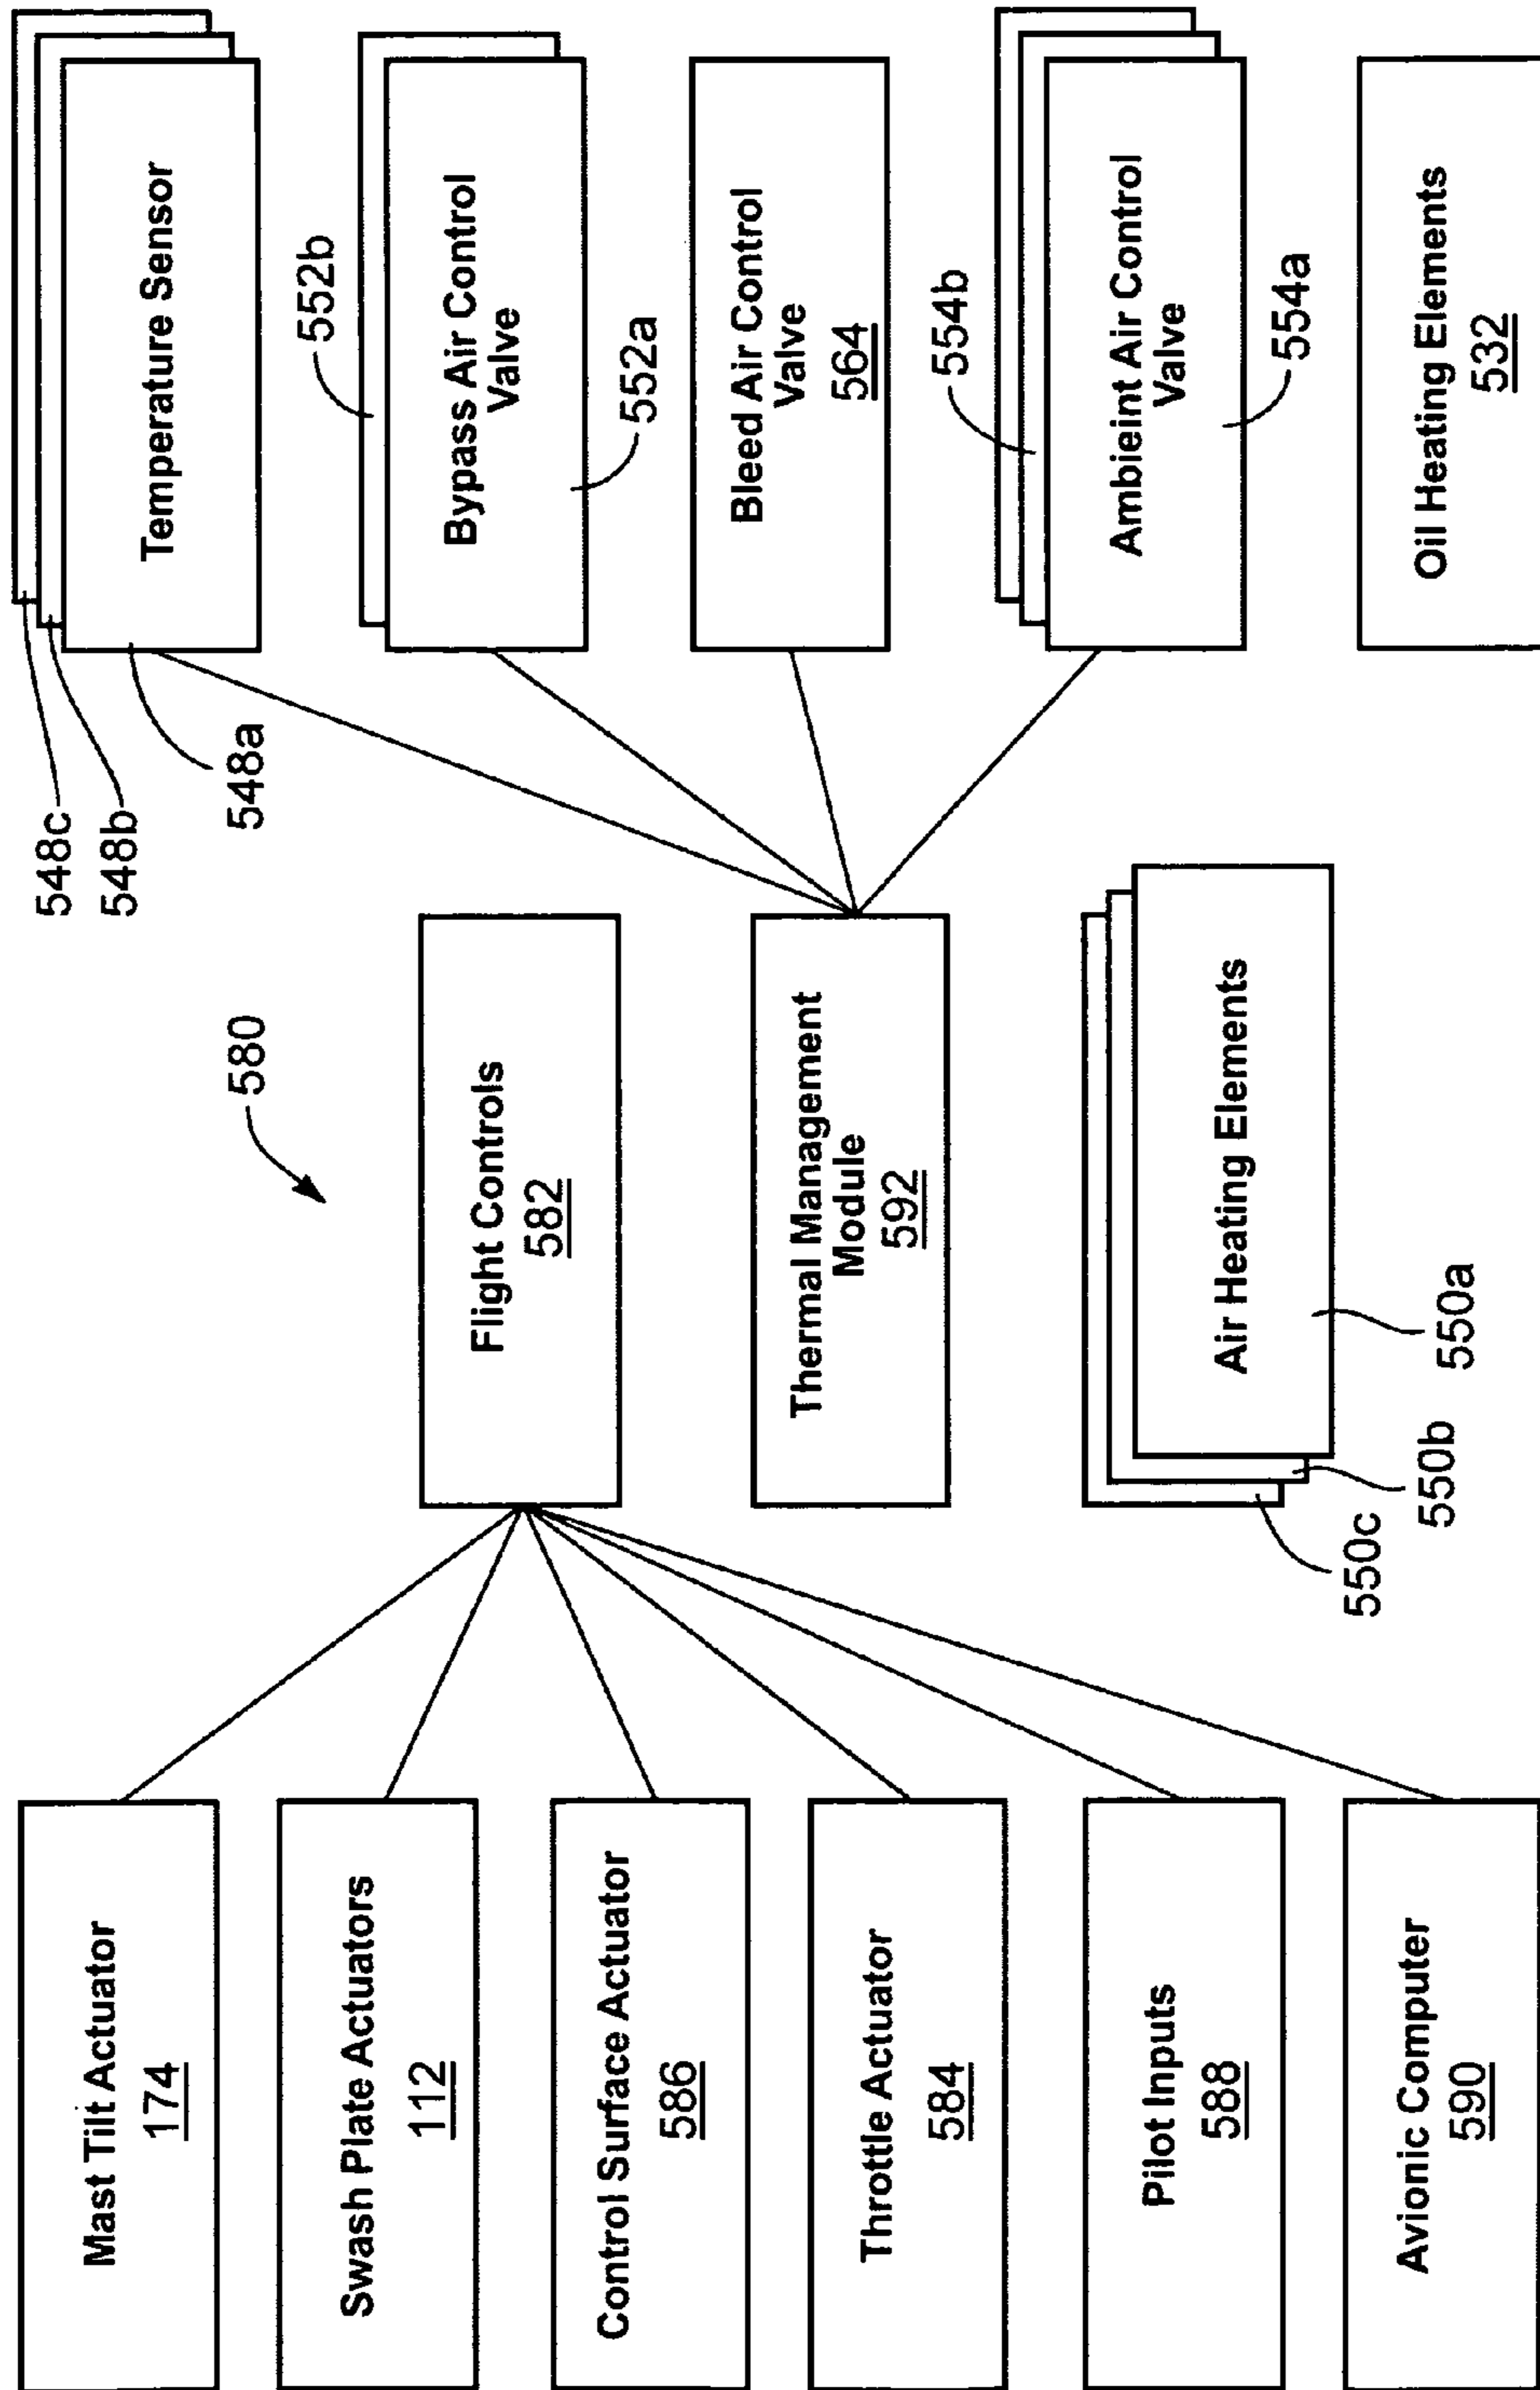 Mast Tilt Actuator
174
Swash Plate Actuators
112
Control Surface Actuator
586
Throttle Actuator
584
Pilot Inputs
588
Avionic Computer
590
580
Flight Controls
582
Thermal Management
Module
592
Air Heating Elements
550c
550b
550a
548c
548b
548a
Temperature Sensor
552b
Bypass Air Control
Valve
552a
Bleed Air Control
Valve
564
554b
Ambieint Air Control
Valve
554a
Oil Heating Elements
532